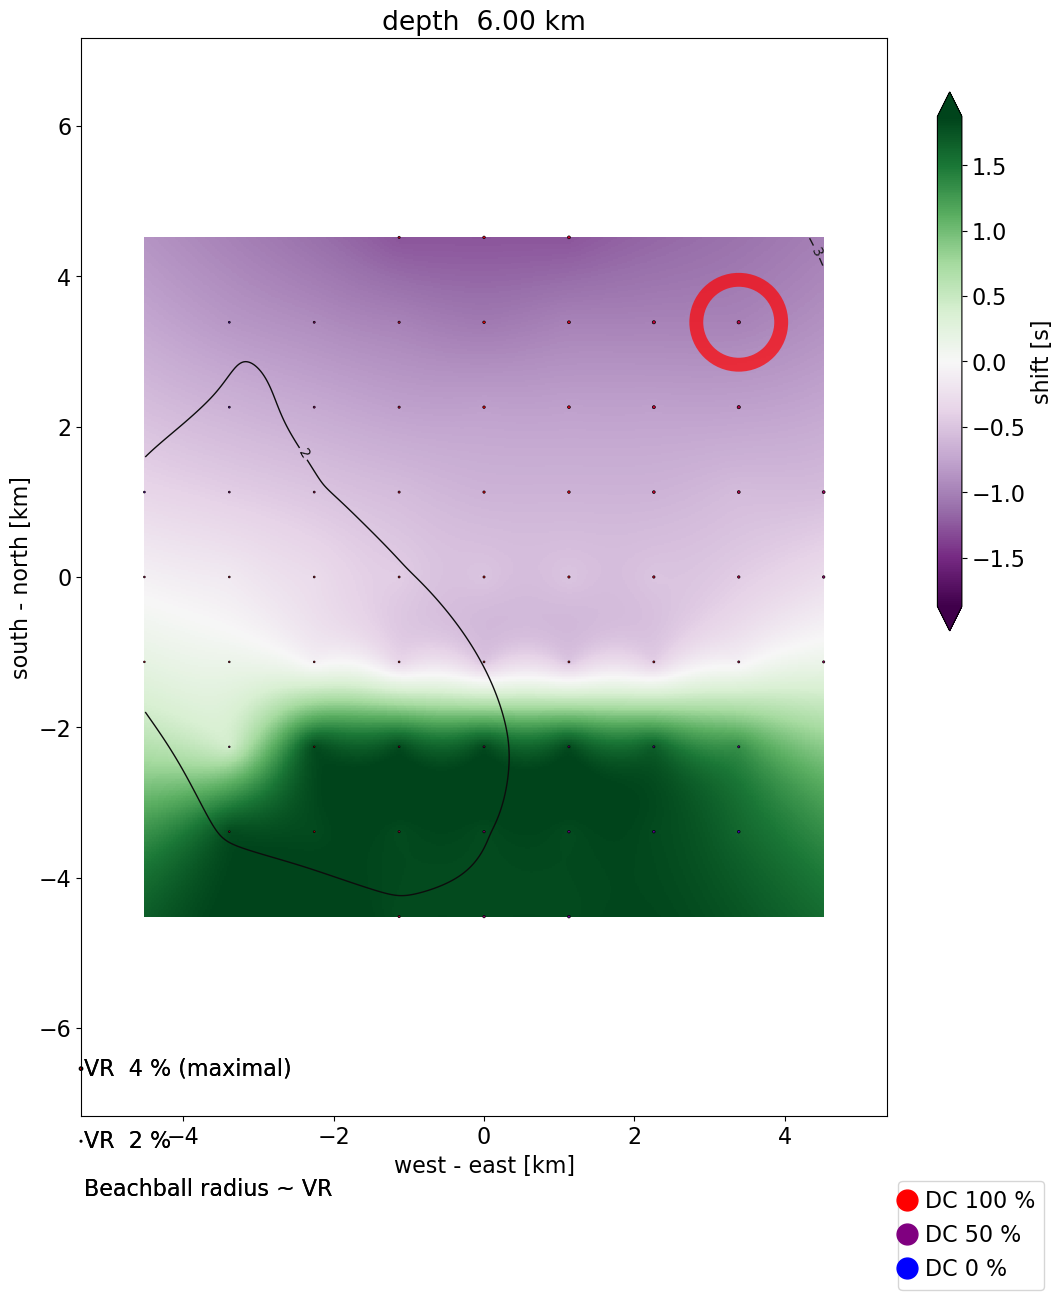 depth 6.00 km
6
4
2
0
−2
−4
−6
south - north [km]
3
2
1.5
1.0
0.5
0.0
−0.5
−1.0
−1.5
shift [s]
VR 4 % (maximal)
VR 2 %
−4
−2
0
2
4
west - east [km]
Beachball radius ~ VR
DC 100 %
DC 50 %
DC 0 %